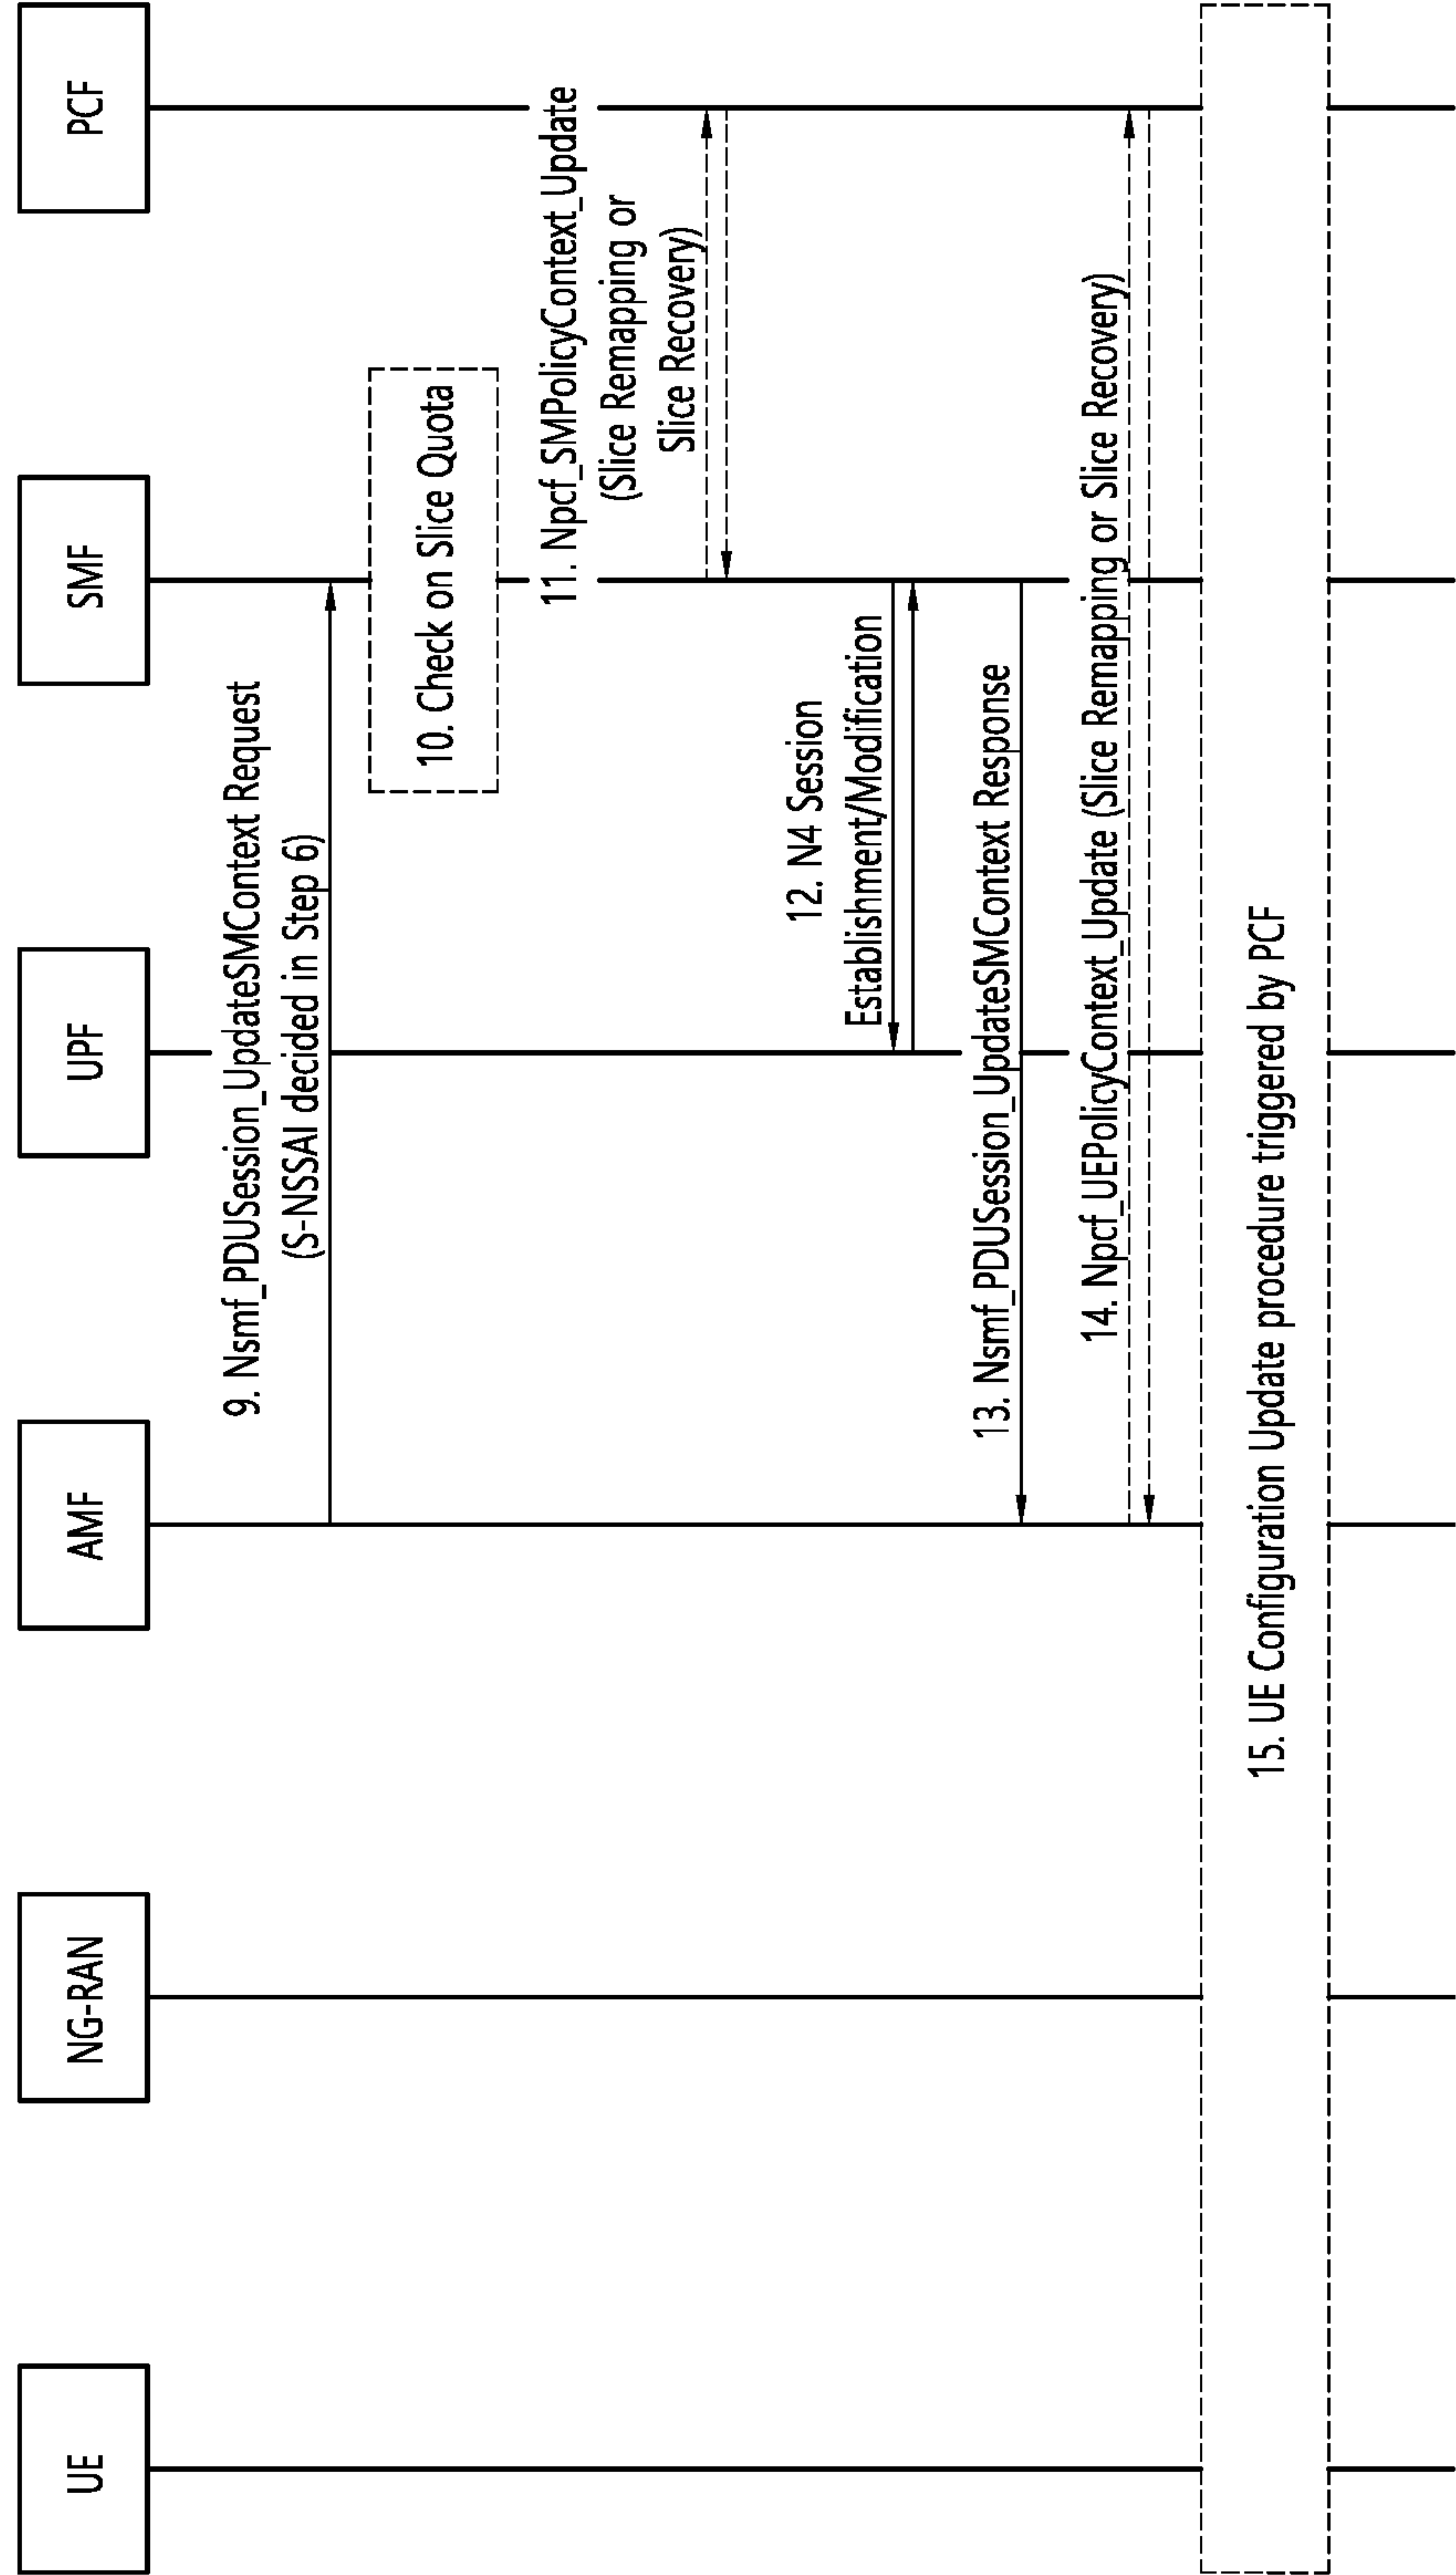 UE
NG-RAN
AMF
UPF
SMF
PCF
9. Nsmf_PDUSession_UpdateSMContext Request
(S-NSSAI decided in Step 6)
10. Check on Slice Quota
11. Npcf_SMPolicyContext_Update
(Slice Remapping or
Slice Recovery)
12. N4 Session
Establishment/Modification
13. Nsmf_PDUSession_UpdateSMContext Response
14. Npcf_UEPolicyContext_Update (Slice Remapping or Slice Recovery)
15. UE Configuration Update procedure triggered by PCF